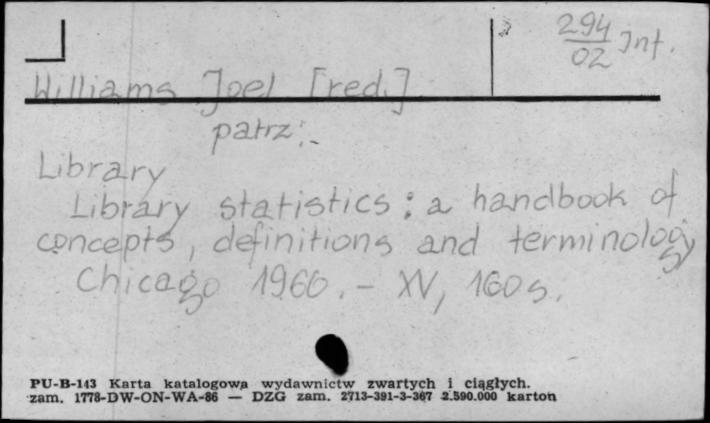 294
02 Int.
Williams Joel [red.]
patrz:
Library
Library statistics : a handbook of
concepts, definitions and terminology
Chicago 1966. - XV, 160 s.
PU-B-143 Karta katalogowa wydawnictw zwartych i ciągłych.
zam. 1778-DW-ON-WA-86 — DZG zam. 2713-391-3-367 2.590.000 karton